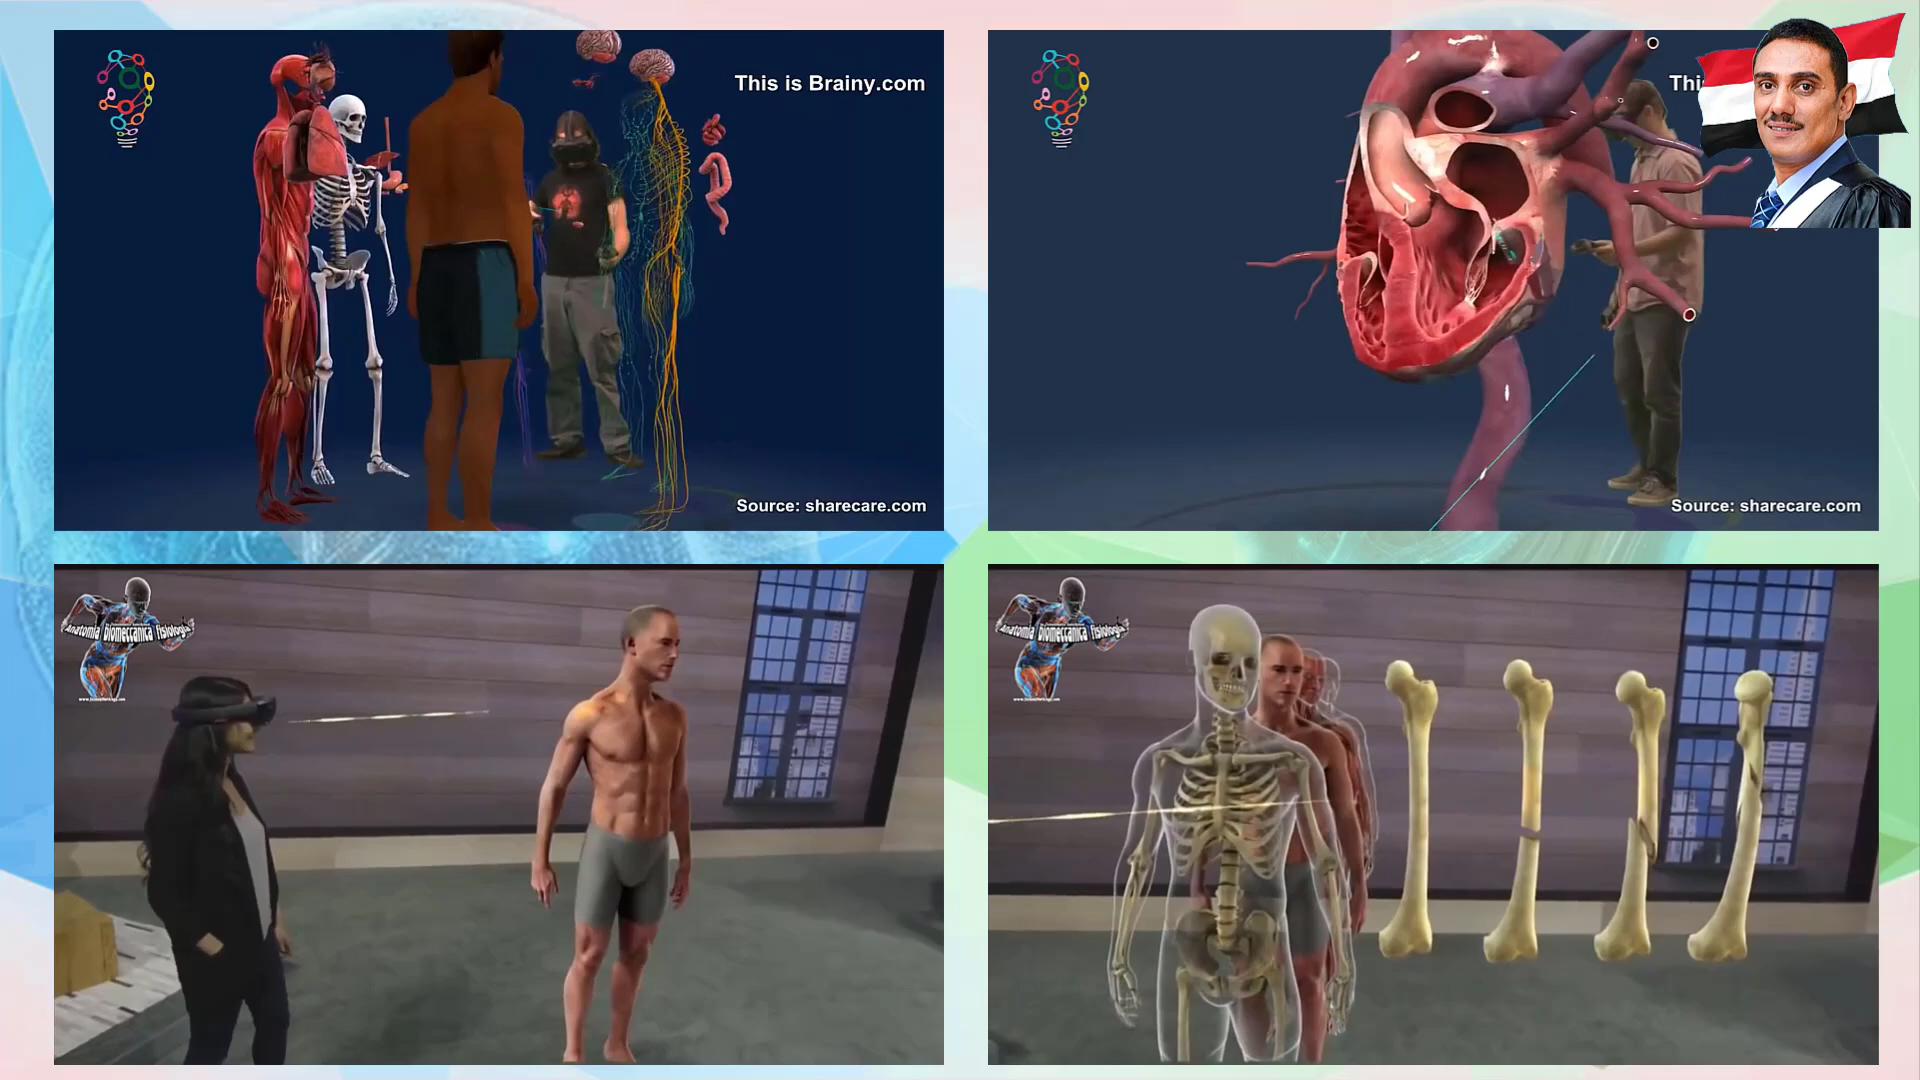 This is Brainy.com
Source: sharecare.com
Thi
Source: sharecare.com
Anatomia Biomeccanica Fisiologia
Anatomia Biomeccanica Fisiologia